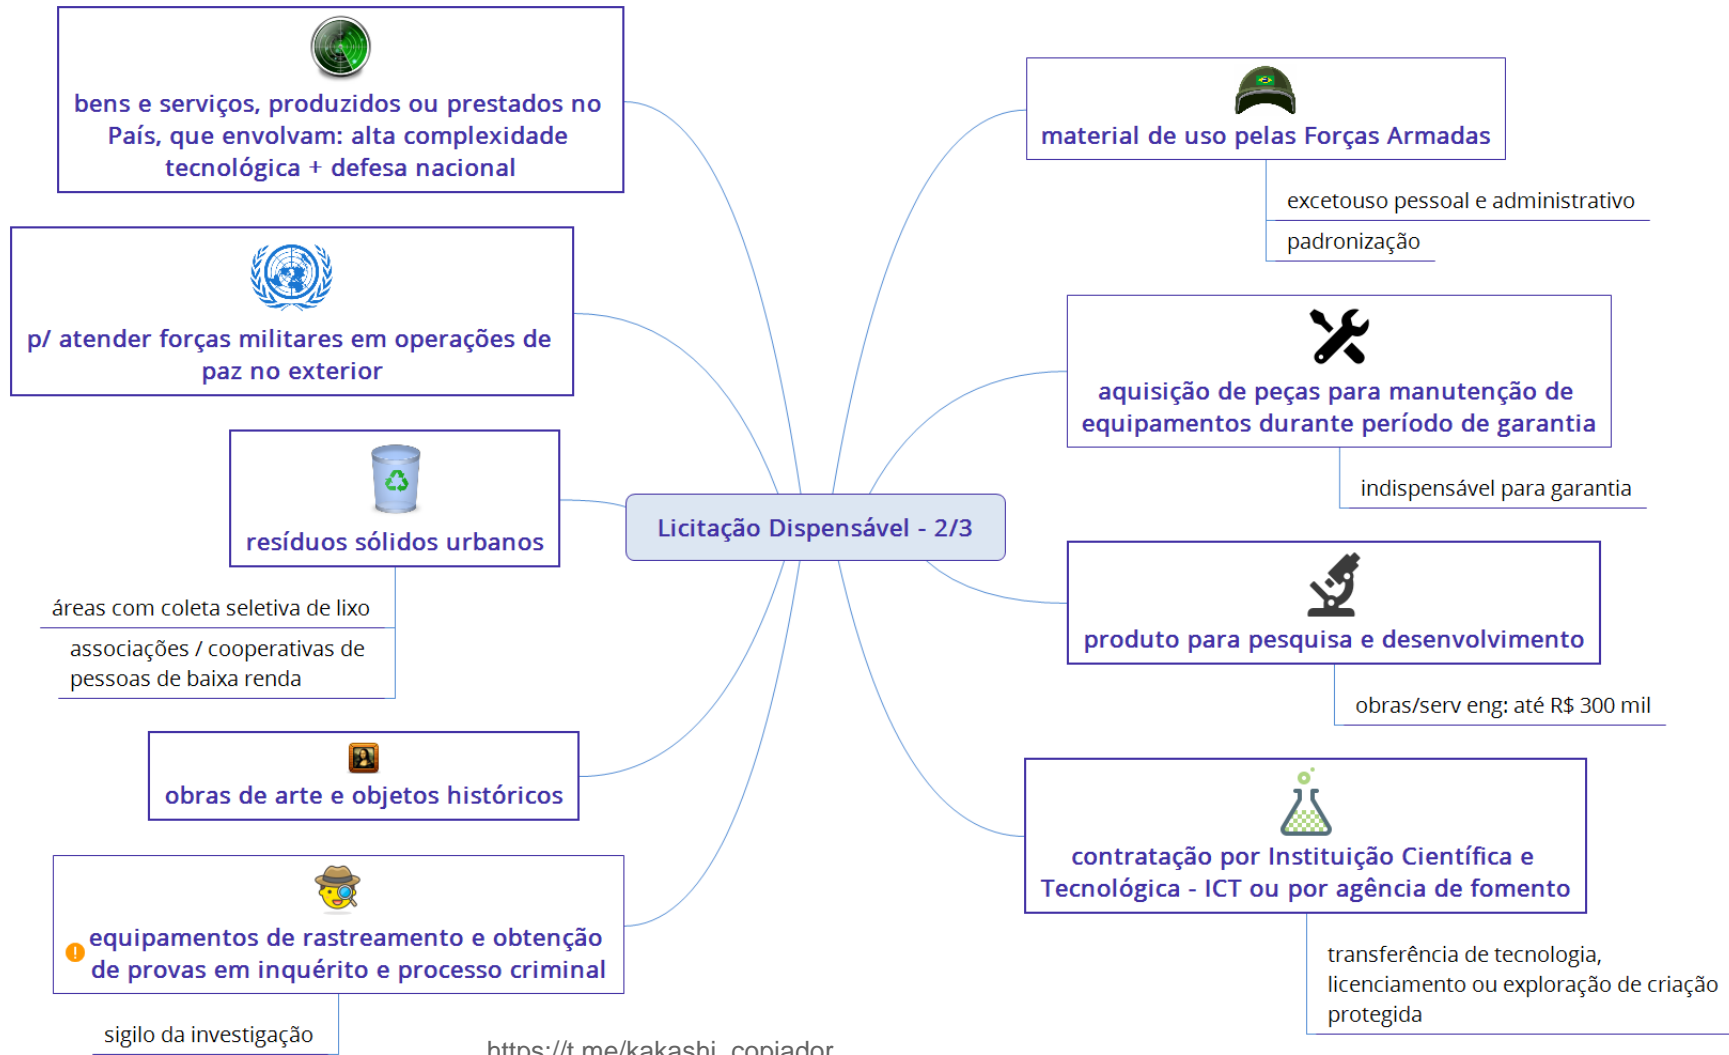 bens e serviços, produzidos ou prestados no
País, que envolvam: alta complexidade
tecnológica + defesa nacional
p/ atender forças militares em operações de
paz no exterior
resíduos sólidos urbanos
áreas com coleta seletiva de lixo
associações / cooperativas de
pessoas de baixa renda
obras de arte e objetos históricos
equipamentos de rastreamento e obtenção
de provas em inquérito e processo criminal
sigilo da investigação
Licitação Dispensável - 2/3
material de uso pelas Forças Armadas
excetouso pessoal e administrativo
padronização
aquisição de peças para manutenção de
equipamentos durante período de garantia
indispensável para garantia
produto para pesquisa e desenvolvimento
obras/serv eng: até R$ 300 mil
contratação por Instituição Científica e
Tecnológica - ICT ou por agência de fomento
transferência de tecnologia,
licenciamento ou exploração de criação
protegida
https://t.me/kakashi_copiador